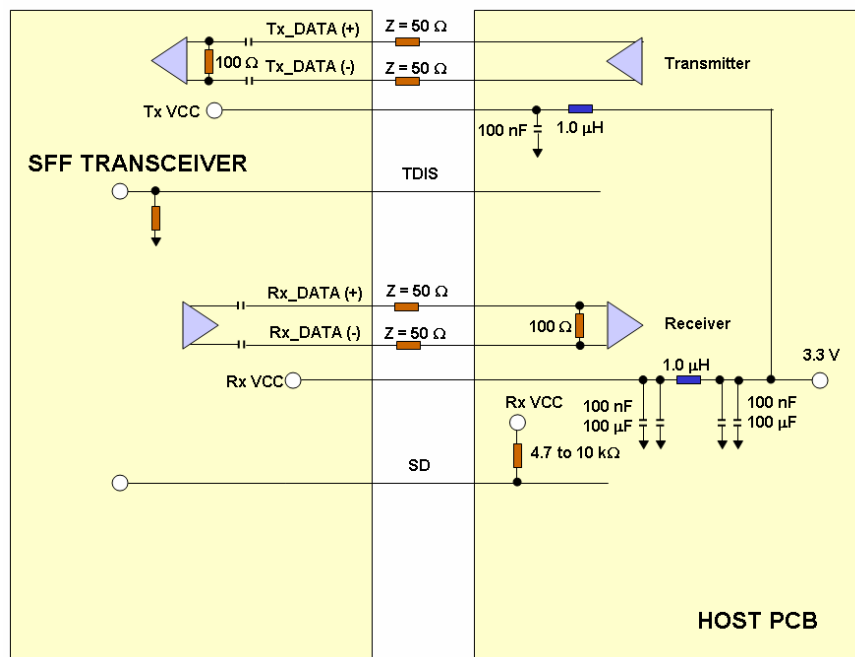 Tx_DATA (+)
Z = 50 Ω
100 Ω
Tx_DATA (-)
Z = 50 Ω
Transmitter
Tx VCC
100 nF
1.0 μH
SFF TRANSCEIVER
TDIS
Rx_DATA (+)
Z = 50 Ω
Rx_DATA (-)
Z = 50 Ω
100 Ω
Receiver
3.3 V
1.0 μH
Rx VCC
Rx VCC
100 nF
100 μF
100 nF
100 μF
4.7 to 10 kΩ
SD
HOST PCB